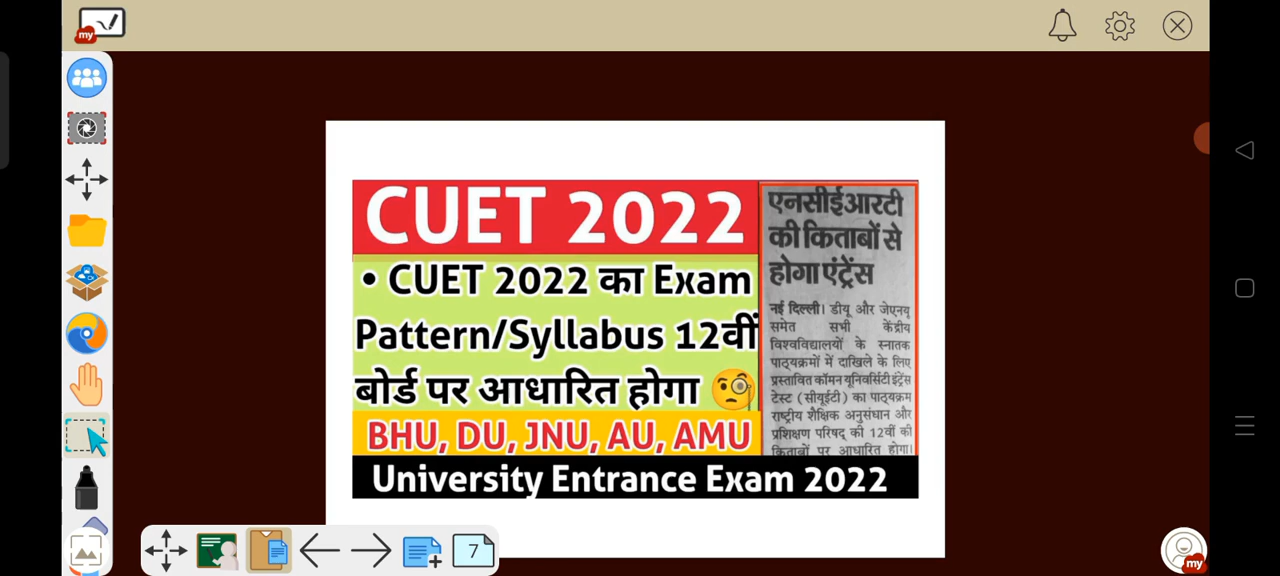 my
CUET 2022
• CUET 2022 का Exam
Pattern/Syllabus 12वीं
बोर्ड पर आधारित होगा
BHU, DU, JNU, AU, AMU
University Entrance Exam 2022
एनसीईआरटी
की किताबों से
होगा एंट्रेंस
नई दिल्ली। डीयू और जेएनयू
समेत सभी केंद्रीय
विश्वविद्यालयों के स्नातक
पाठ्यक्रमों में दाखिले के लिए
प्रस्तावित कॉमन यूनिवर्सिटी इंट्रेंस
टेस्ट (सीयूईटी) का पाठ्यक्रम
राष्ट्रीय शैक्षिक अनुसंधान और
प्रशिक्षण परिषद की 12वीं की
किताबों पर आधारित होगा।
7
my